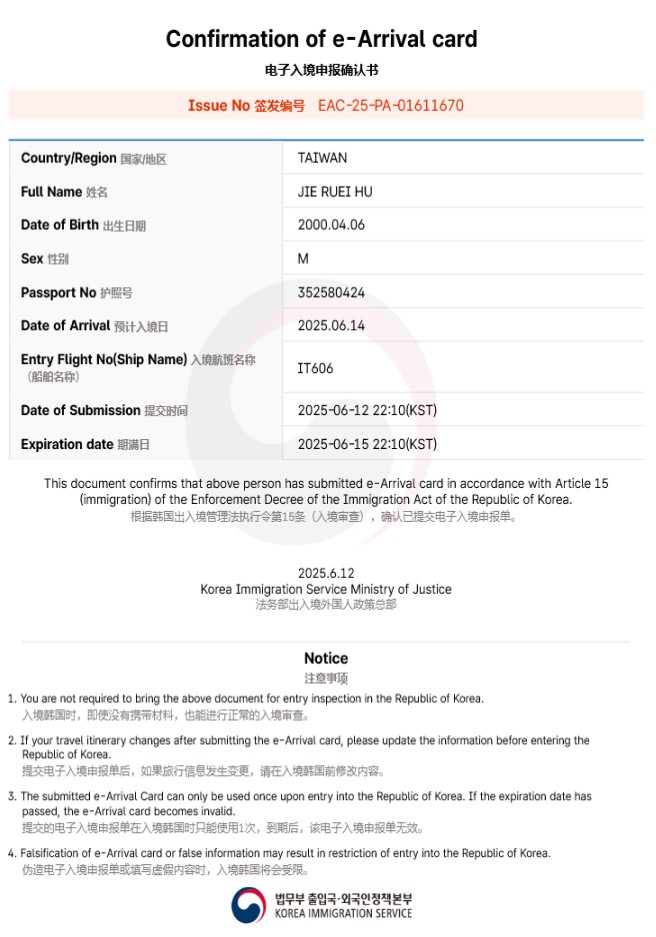 Confirmation of e-Arrival card
电子入境申报确认书
Issue No 签发编号 EAC-25-PA-01611670
Country/Region 国家/地区 TAIWAN
Full Name 姓名 JIE RUEI HU
Date of Birth 出生日期 2000.04.06
Sex 性别 M
Passport No 护照号 352580424
Date of Arrival 预计入境日 2025.06.14
Entry Flight No(Ship Name) 入境航班名称
（船舶名称） IT606
Date of Submission 提交时间 2025-06-12 22:10(KST)
Expiration date 期满日 2025-06-15 22:10(KST)
This document confirms that above person has submitted e-Arrival card in accordance with Article 15
(immigration) of the Enforcement Decree of the Immigration Act of the Republic of Korea.
根据韩国出入境管理法执行令第15条（入境审查），确认已提交电子入境申报单。
2025.6.12
Korea Immigration Service Ministry of Justice
法务部出入境外国人政策总部
Notice
注意事项
1. You are not required to bring the above document for entry inspection in the Republic of Korea.
入境韩国时，即使没有携带材料，也能进行正常的入境审查。
2. If your travel itinerary changes after submitting the e-Arrival card, please update the information before entering the
Republic of Korea.
提交电子入境申报单后，如果旅行信息发生变更，请在入境韩国前修改内容。
3. The submitted e-Arrival Card can only be used once upon entry into the Republic of Korea. If the expiration date has
passed, the e-Arrival card becomes invalid.
提交的电子入境申报单在入境韩国时只能使用1次，到期后，该电子入境申报单无效。
4. Falsification of e-Arrival card or false information may result in restriction of entry into the Republic of Korea.
伪造电子入境申报单或填写虚假内容时，入境韩国将会受限。
법무부 출입국·외국인정책본부
KOREA IMMIGRATION SERVICE